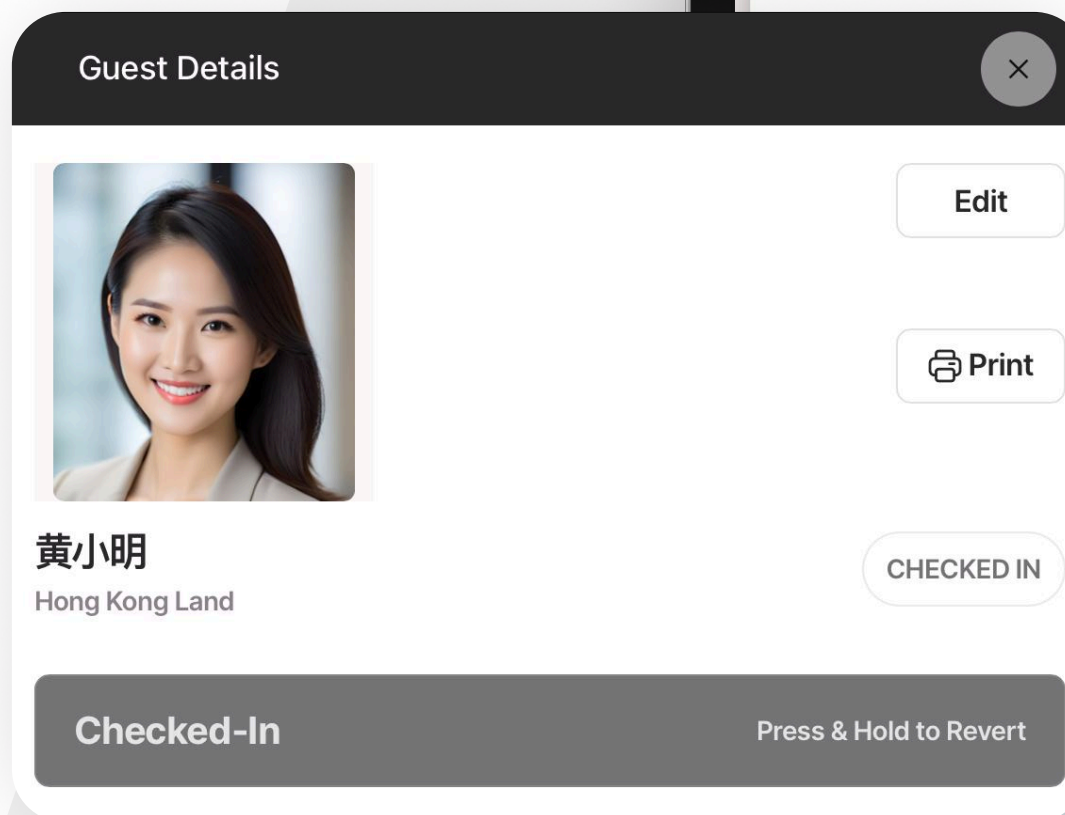 Guest Details
Edit
Print
黄小明
Hong Kong Land
CHECKED IN
Checked-In
Press & Hold to Revert